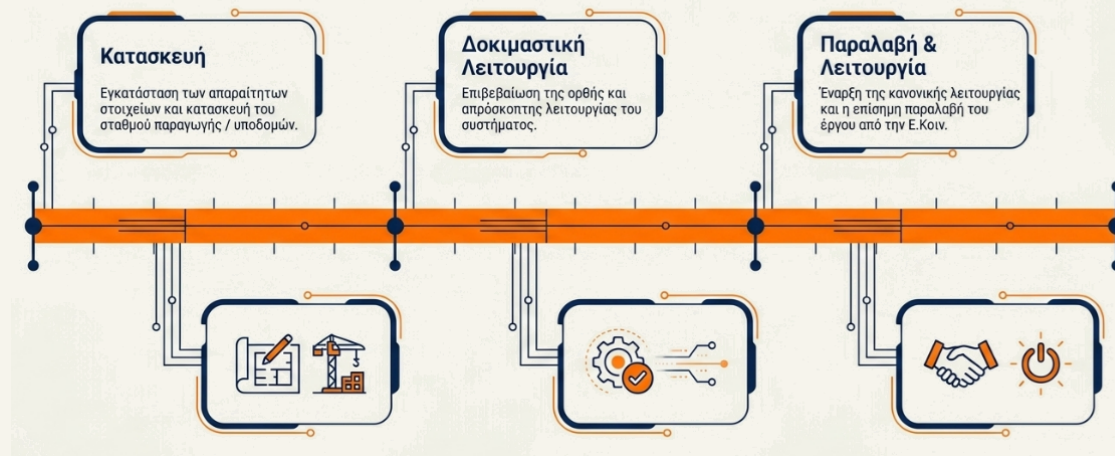 Κατασκευή
Εγκατάσταση των απαραίτητων
στοιχείων και κατασκευή του
σταθμού παραγωγής / υποδομών.
Δοκιμαστική
Λειτουργία
Επιβεβαίωση της ορθής και
απρόσκοπτης λειτουργίας του
συστήματος.
Παραλαβή &
Λειτουργία
Έναρξη της κανονικής λειτουργίας
και η επίσημη παραλαβή του
έργου από την Ε.Κοιν.